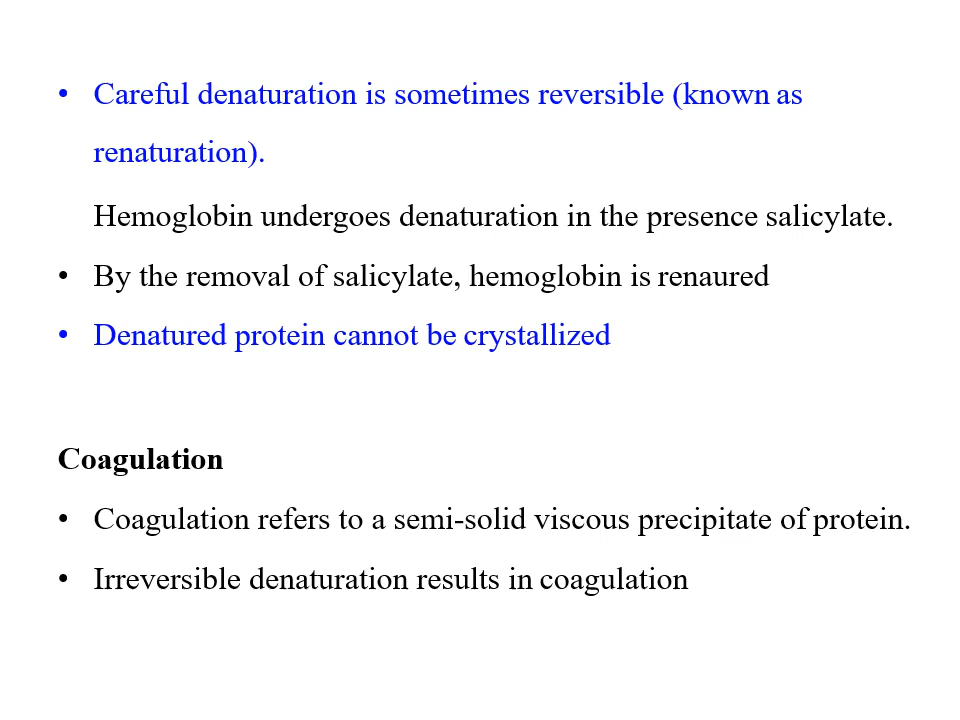 • Careful denaturation is sometimes reversible (known as
renaturation).
Hemoglobin undergoes denaturation in the presence salicylate.
• By the removal of salicylate, hemoglobin is renaured
• Denatured protein cannot be crystallized
Coagulation
• Coagulation refers to a semi-solid viscous precipitate of protein.
• Irreversible denaturation results in coagulation